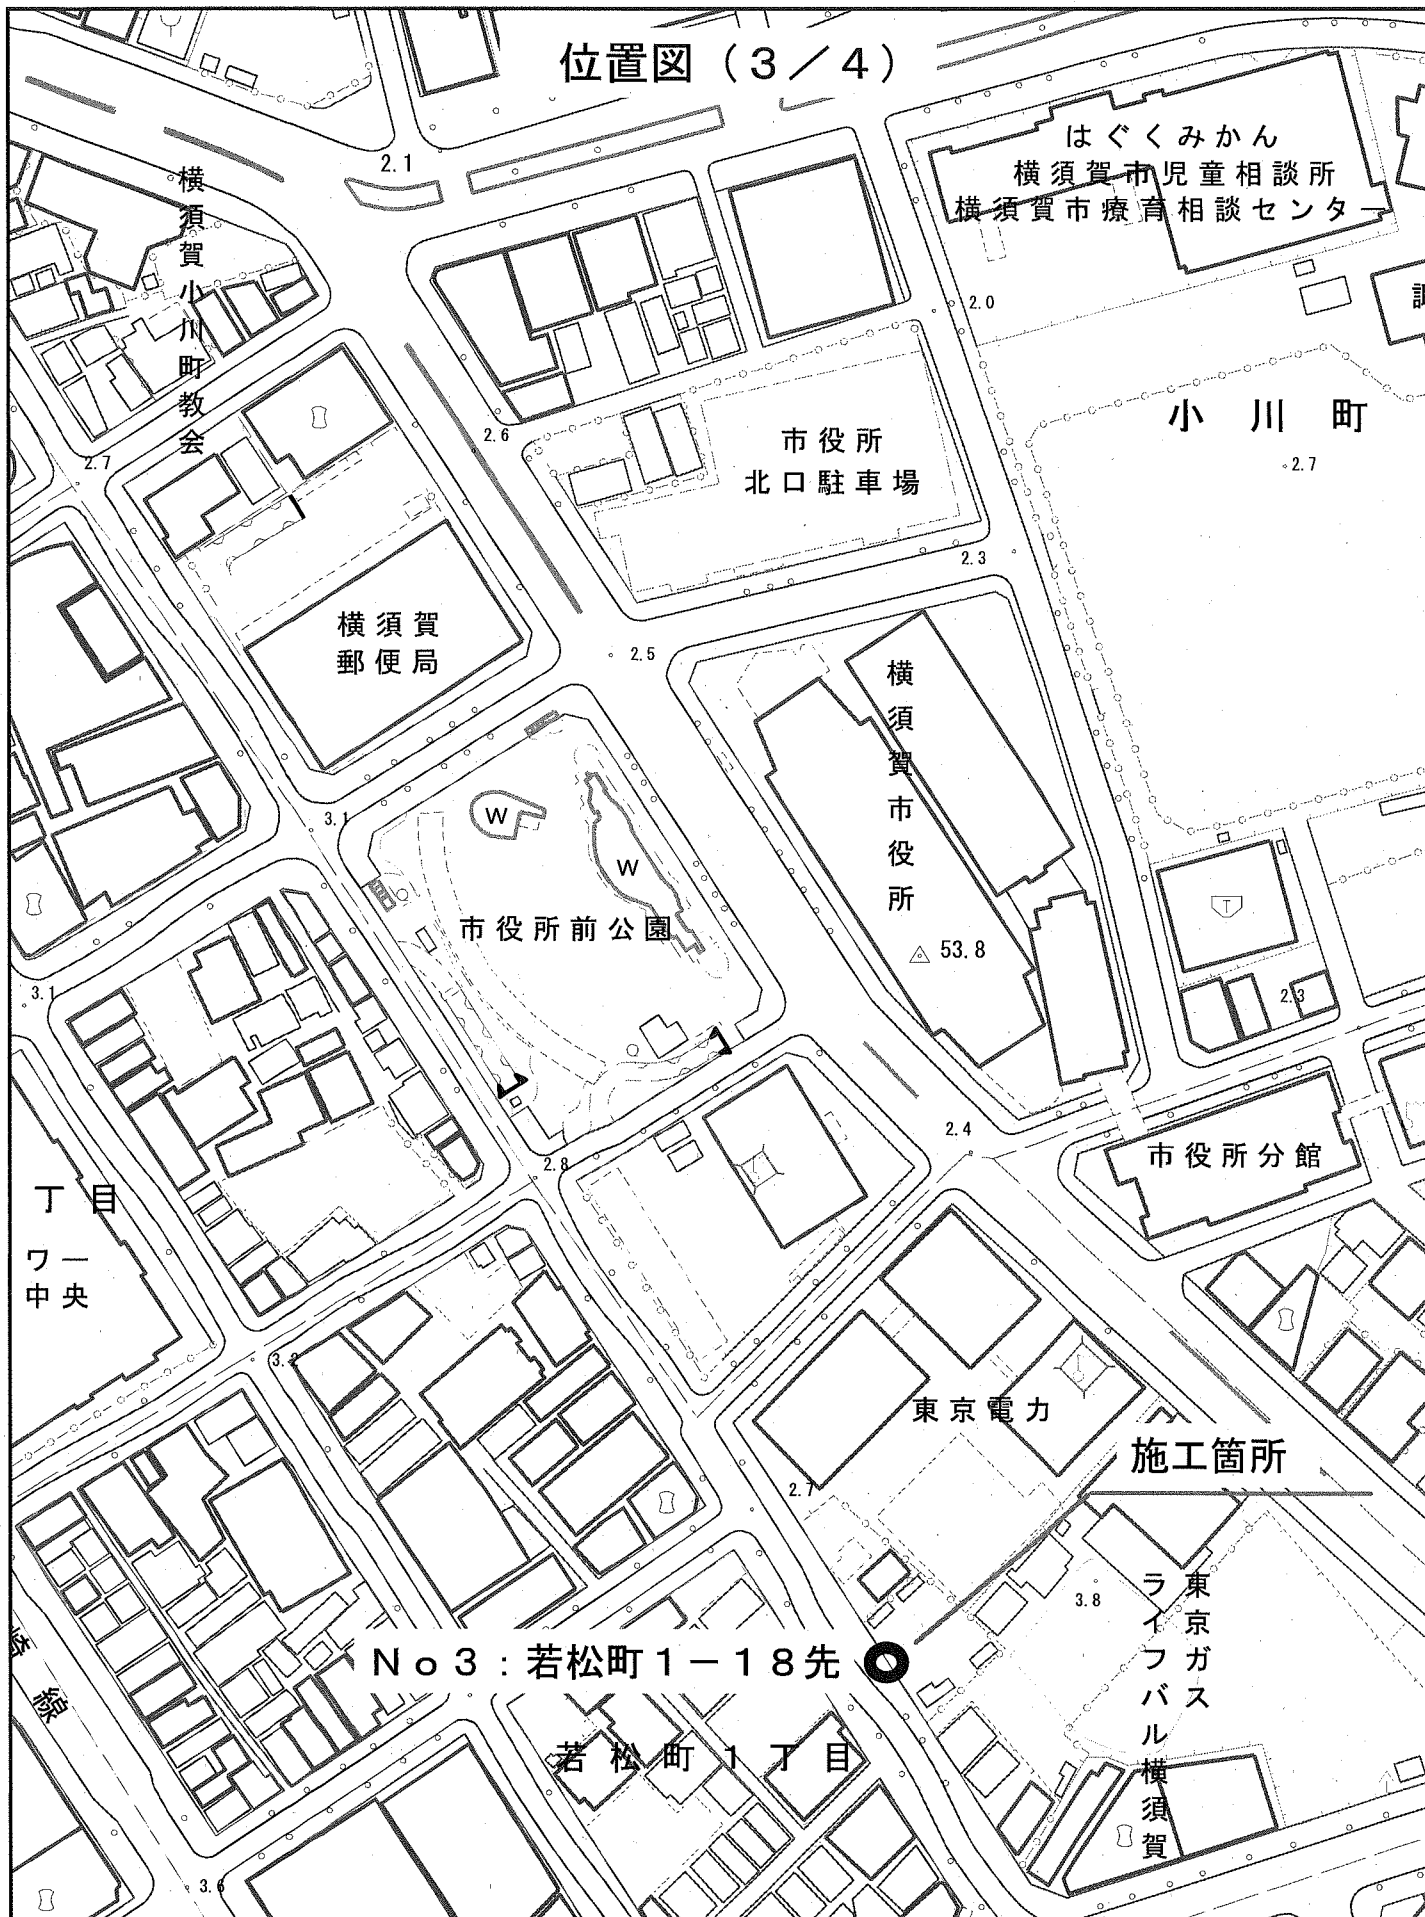 位置図（３／４）
はぐくみかん
横須賀市児童相談所
横須賀市療育相談センター
2.1
横須賀小川町教会
2.0
小川町
2.6
市役所
北口駐車場
2.7
2.7
2.3
横須賀
郵便局
2.5
横須賀市役所
3.1
W
W
市役所前公園
53.8
T
3.1
2.3
2.4
市役所分館
2.8
丁目
ワー
中央
3.2
東京電力
施工箇所
2.7
3.8
東京ガス
ライフバル横須賀
崎線
Ｎｏ３：若松町１－１８先
若松町１丁目
3.6